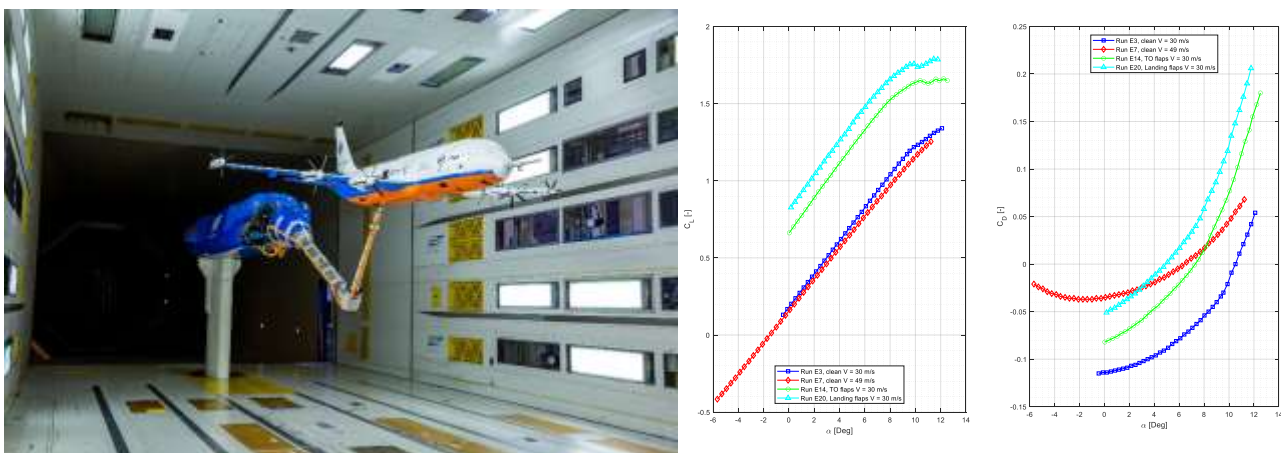 2
1.5
1
0.5
0
-0.5
C_L [-]
-6 -4 -2 0 2 4 6 8 10 12 14
α [Deg]
Run E3, clean V = 30 m/s
Run E7, clean V = 49 m/s
Run E14, TO flaps V = 30 m/s
Run E20, Landing flaps V = 30 m/s
0.25
0.2
0.15
0.1
0.05
0
-0.05
-0.1
-0.15
C_D [-]
-6 -4 -2 0 2 4 6 8 10 12 14
α [Deg]
Run E3, clean V = 30 m/s
Run E7, clean V = 49 m/s
Run E14, TO flaps V = 30 m/s
Run E20, Landing flaps V = 30 m/s